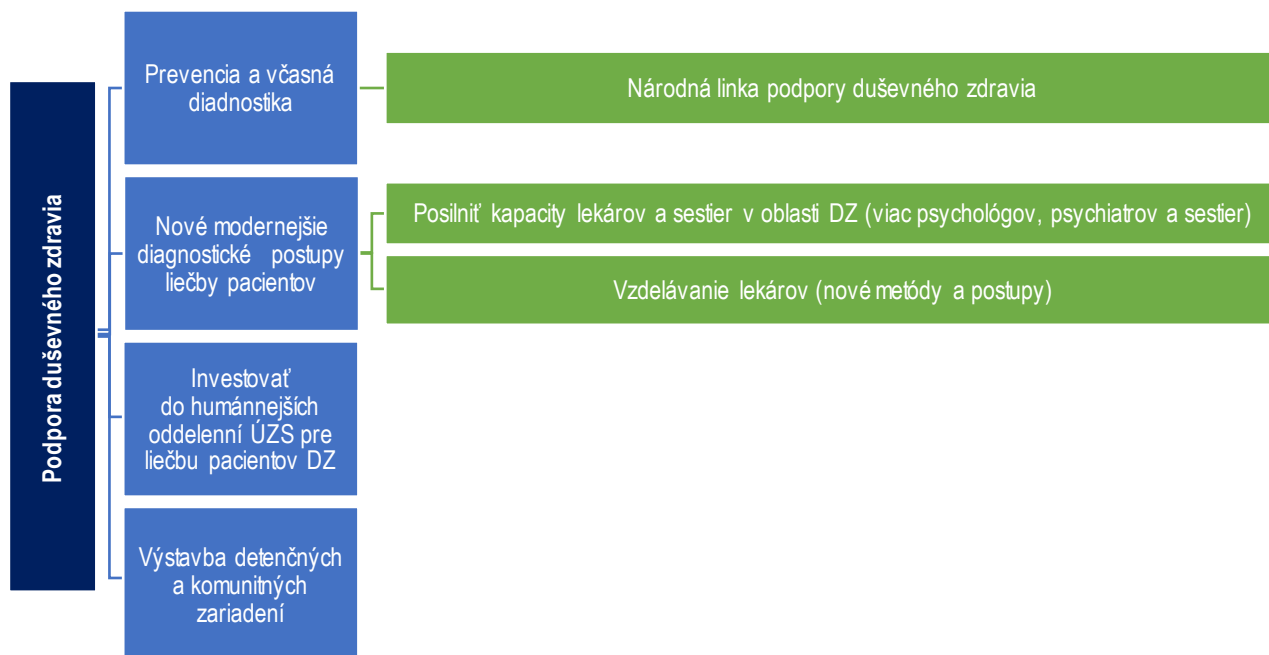 Podpora duševného zdravia
Prevencia a včasná
diadnostika
Národná linka podpory duševného zdravia
Nové modernejšie
diagnostické postupy
liečby pacientov
Posilniť kapacity lekárov a sestier v oblasti DZ (viac psychológov, psychiatrov a sestier)
Vzdelávanie lekárov (nové metódy a postupy)
Investovať
do humánnejších
oddelenní ÚZS pre
liečbu pacientov DZ
Výstavba detenčných
a komunitných
zariadení